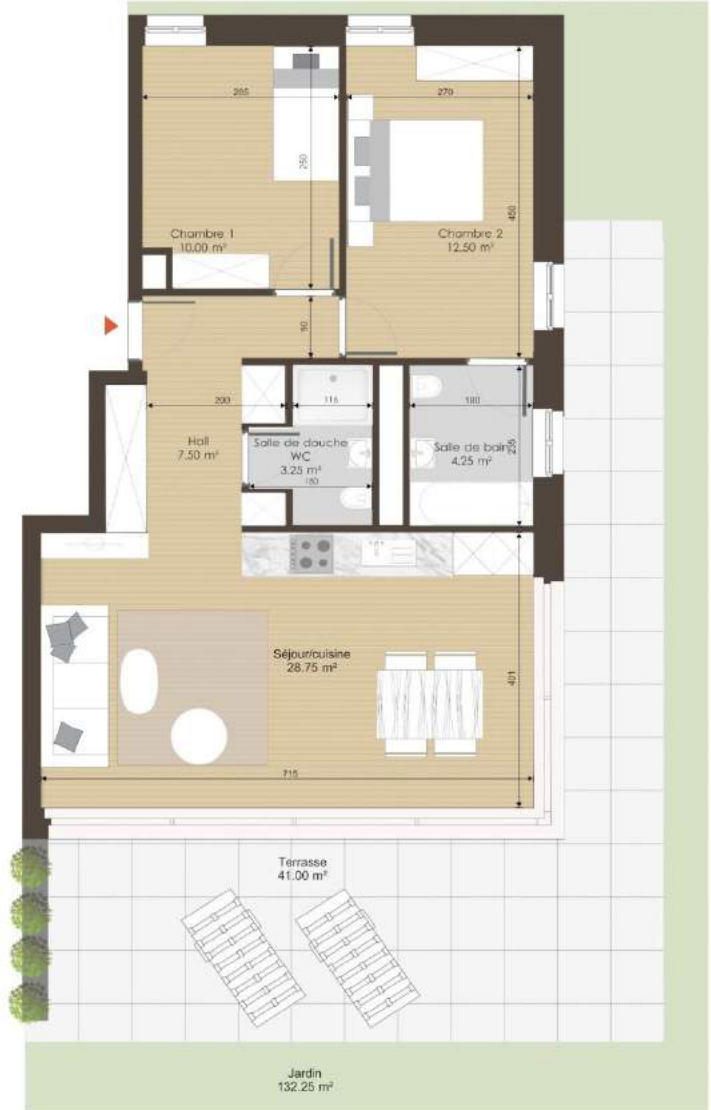 285
270
350
450
Chambre 1
10.00 m²
Chambre 2
12.50 m²
90
200
116
180
235
Hall
7.50 m²
Salle de douche
WC
3.25 m²
180
Salle de bain
4.25 m²
Séjour/cuisine
28.75 m²
401
715
Terrasse
41.00 m²
Jardin
132.25 m²